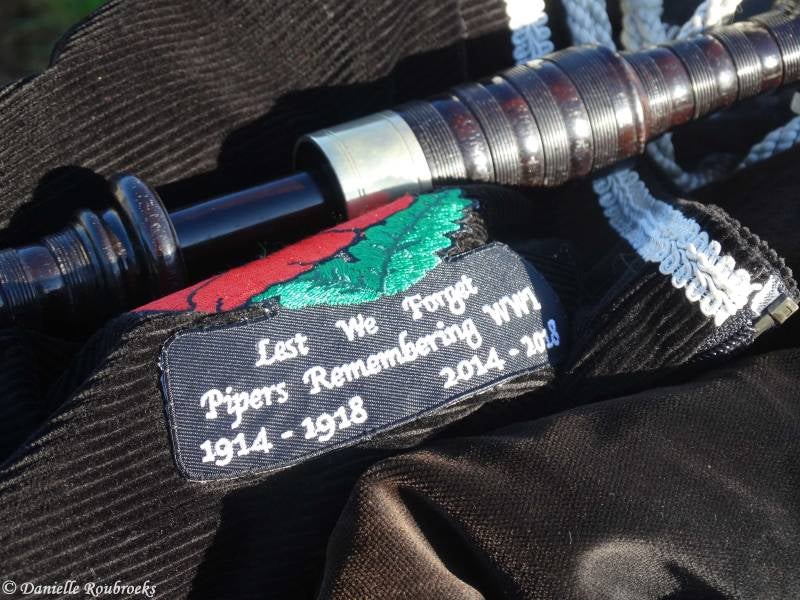 Lest We Forget
Pipers Remembering WW1
1914 - 1918 2014 - 2018
© Danielle Roubroeks